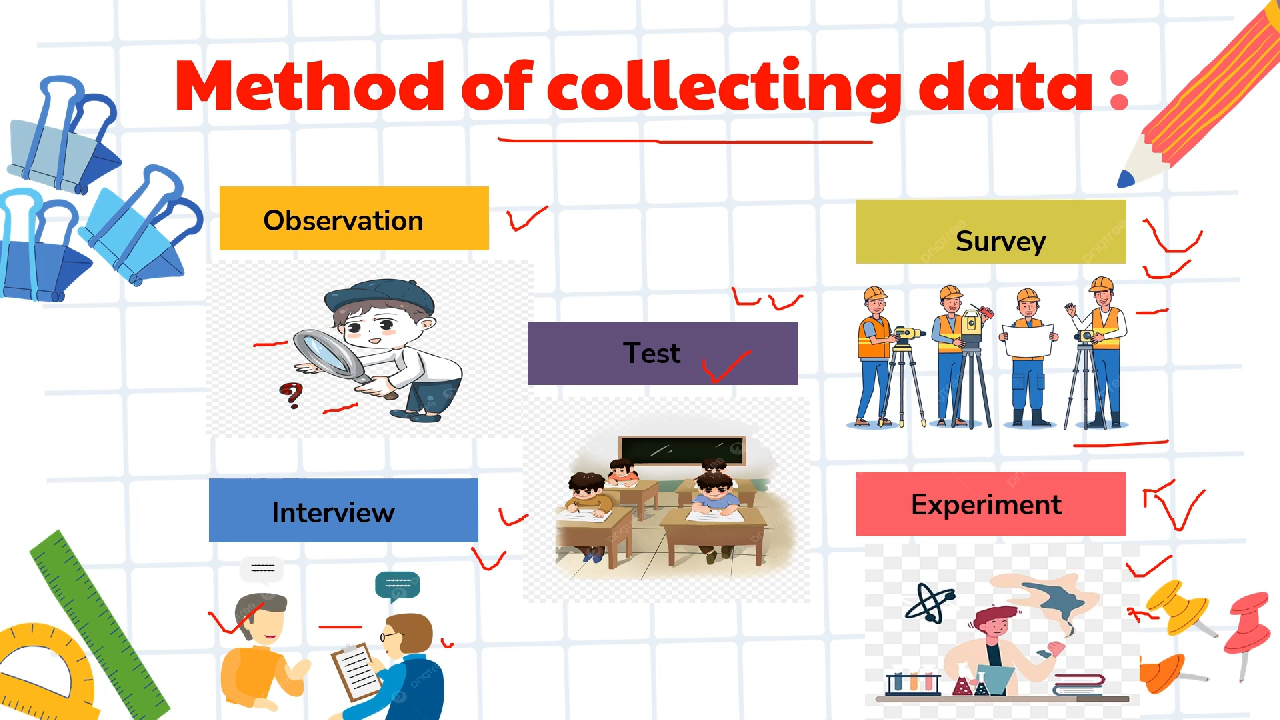 Method of collecting data :
Observation
Survey
Test
Interview
Experiment